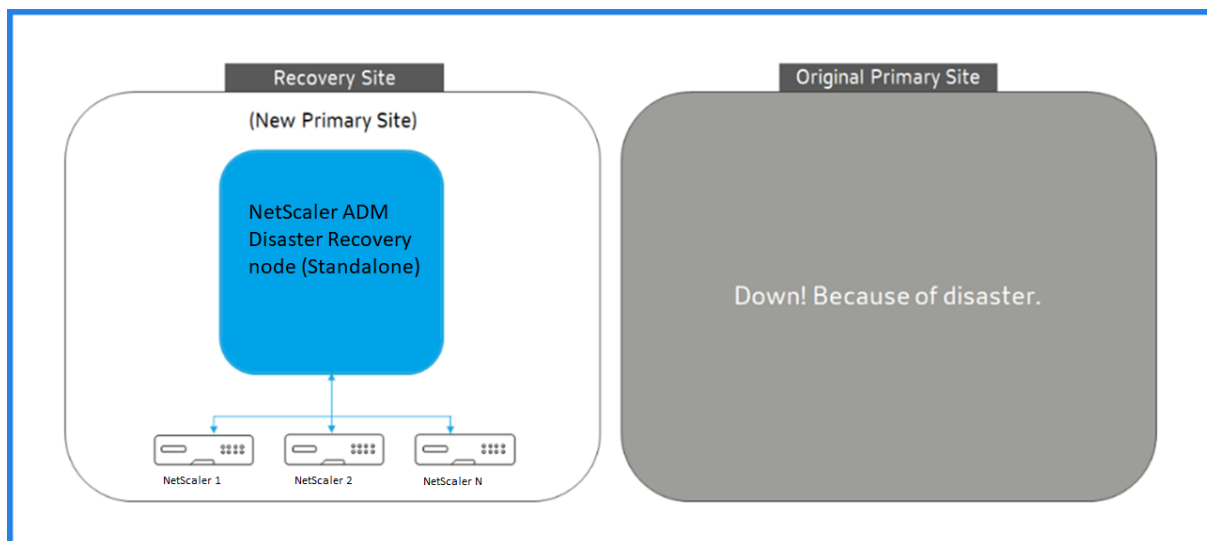 Recovery Site
(New Primary Site)
NetScaler ADM
Disaster Recovery
node (Standalone)
NetScaler 1
NetScaler 2
NetScaler N
Original Primary Site
Down! Because of disaster.